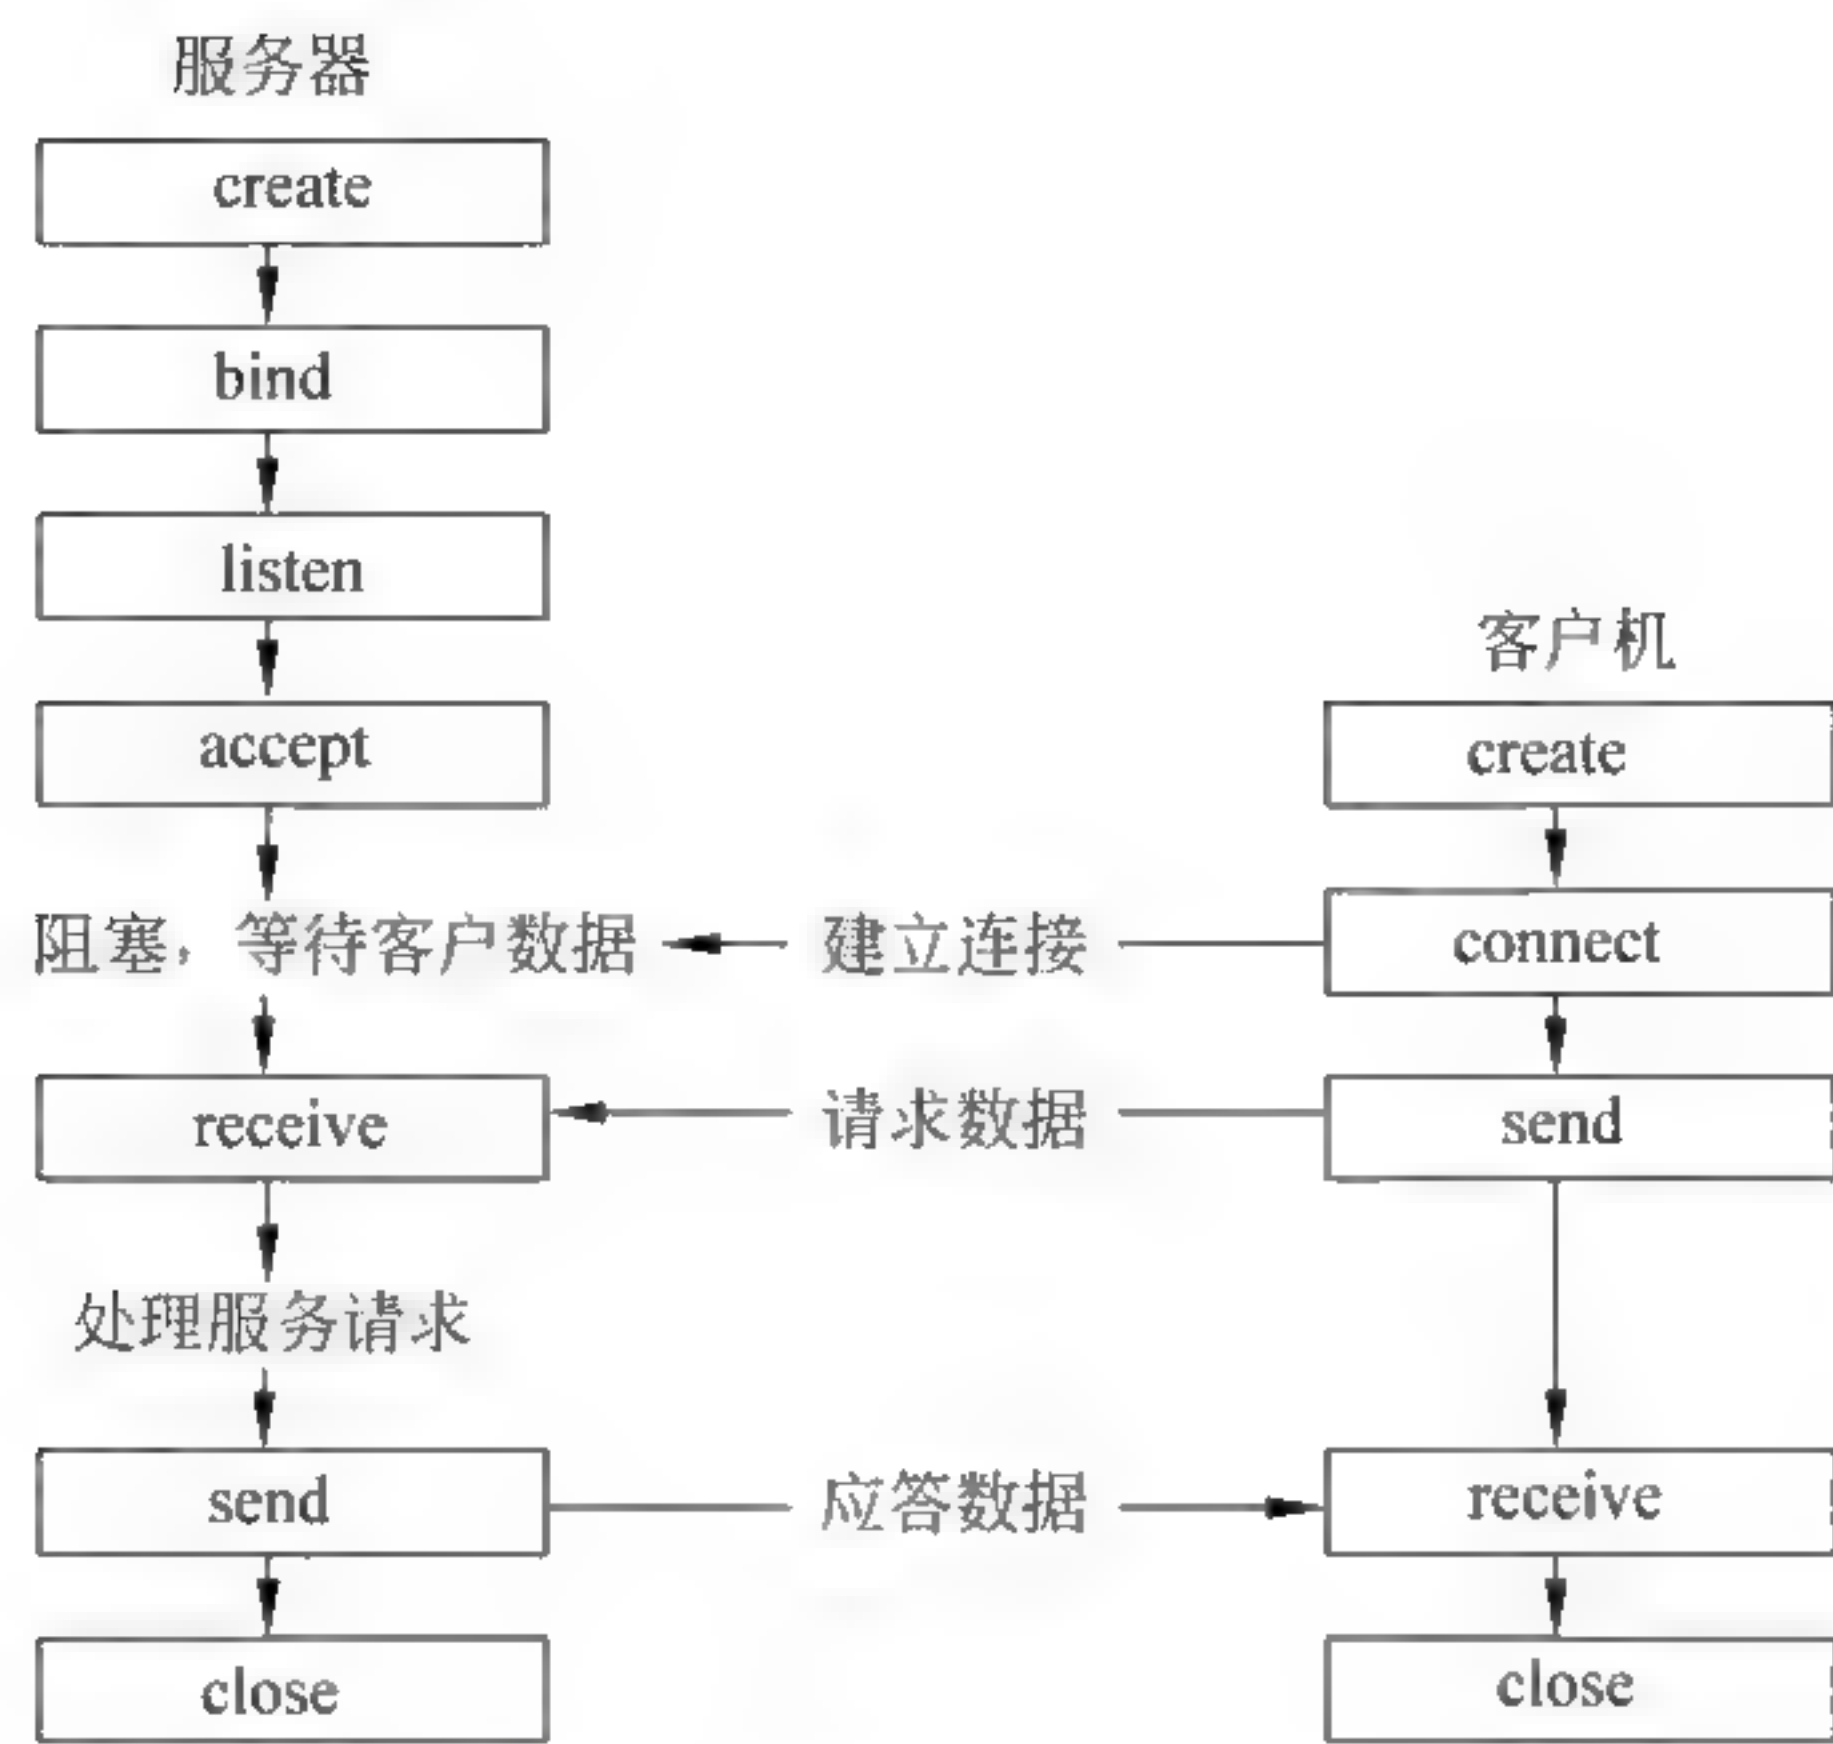 服务器
create
bind
listen
accept
客户机
create
阻塞，等待客户数据
建立连接
connect
receive
请求数据
send
处理服务请求
send
应答数据
receive
close
close